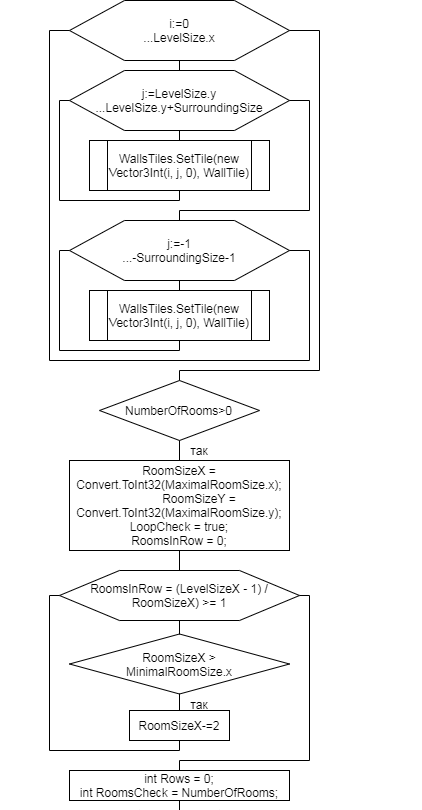 i:=0
...LevelSize.x
j:=LevelSize.y
...LevelSize.y+SurroundingSize
WallsTiles.SetTile(new
Vector3Int(i, j, 0), WallTile)
j:=-1
...-SurroundingSize-1
WallsTiles.SetTile(new
Vector3Int(i, j, 0), WallTile)
NumberOfRooms>0
так
RoomSizeX =
Convert.ToInt32(MaximalRoomSize.x);
RoomSizeY =
Convert.ToInt32(MaximalRoomSize.y);
LoopCheck = true;
RoomsInRow = 0;
RoomsInRow = (LevelSizeX - 1) /
RoomSizeX) >= 1
RoomSizeX >
MinimalRoomSize.x
так
RoomSizeX-=2
int Rows = 0;
int RoomsCheck = NumberOfRooms;